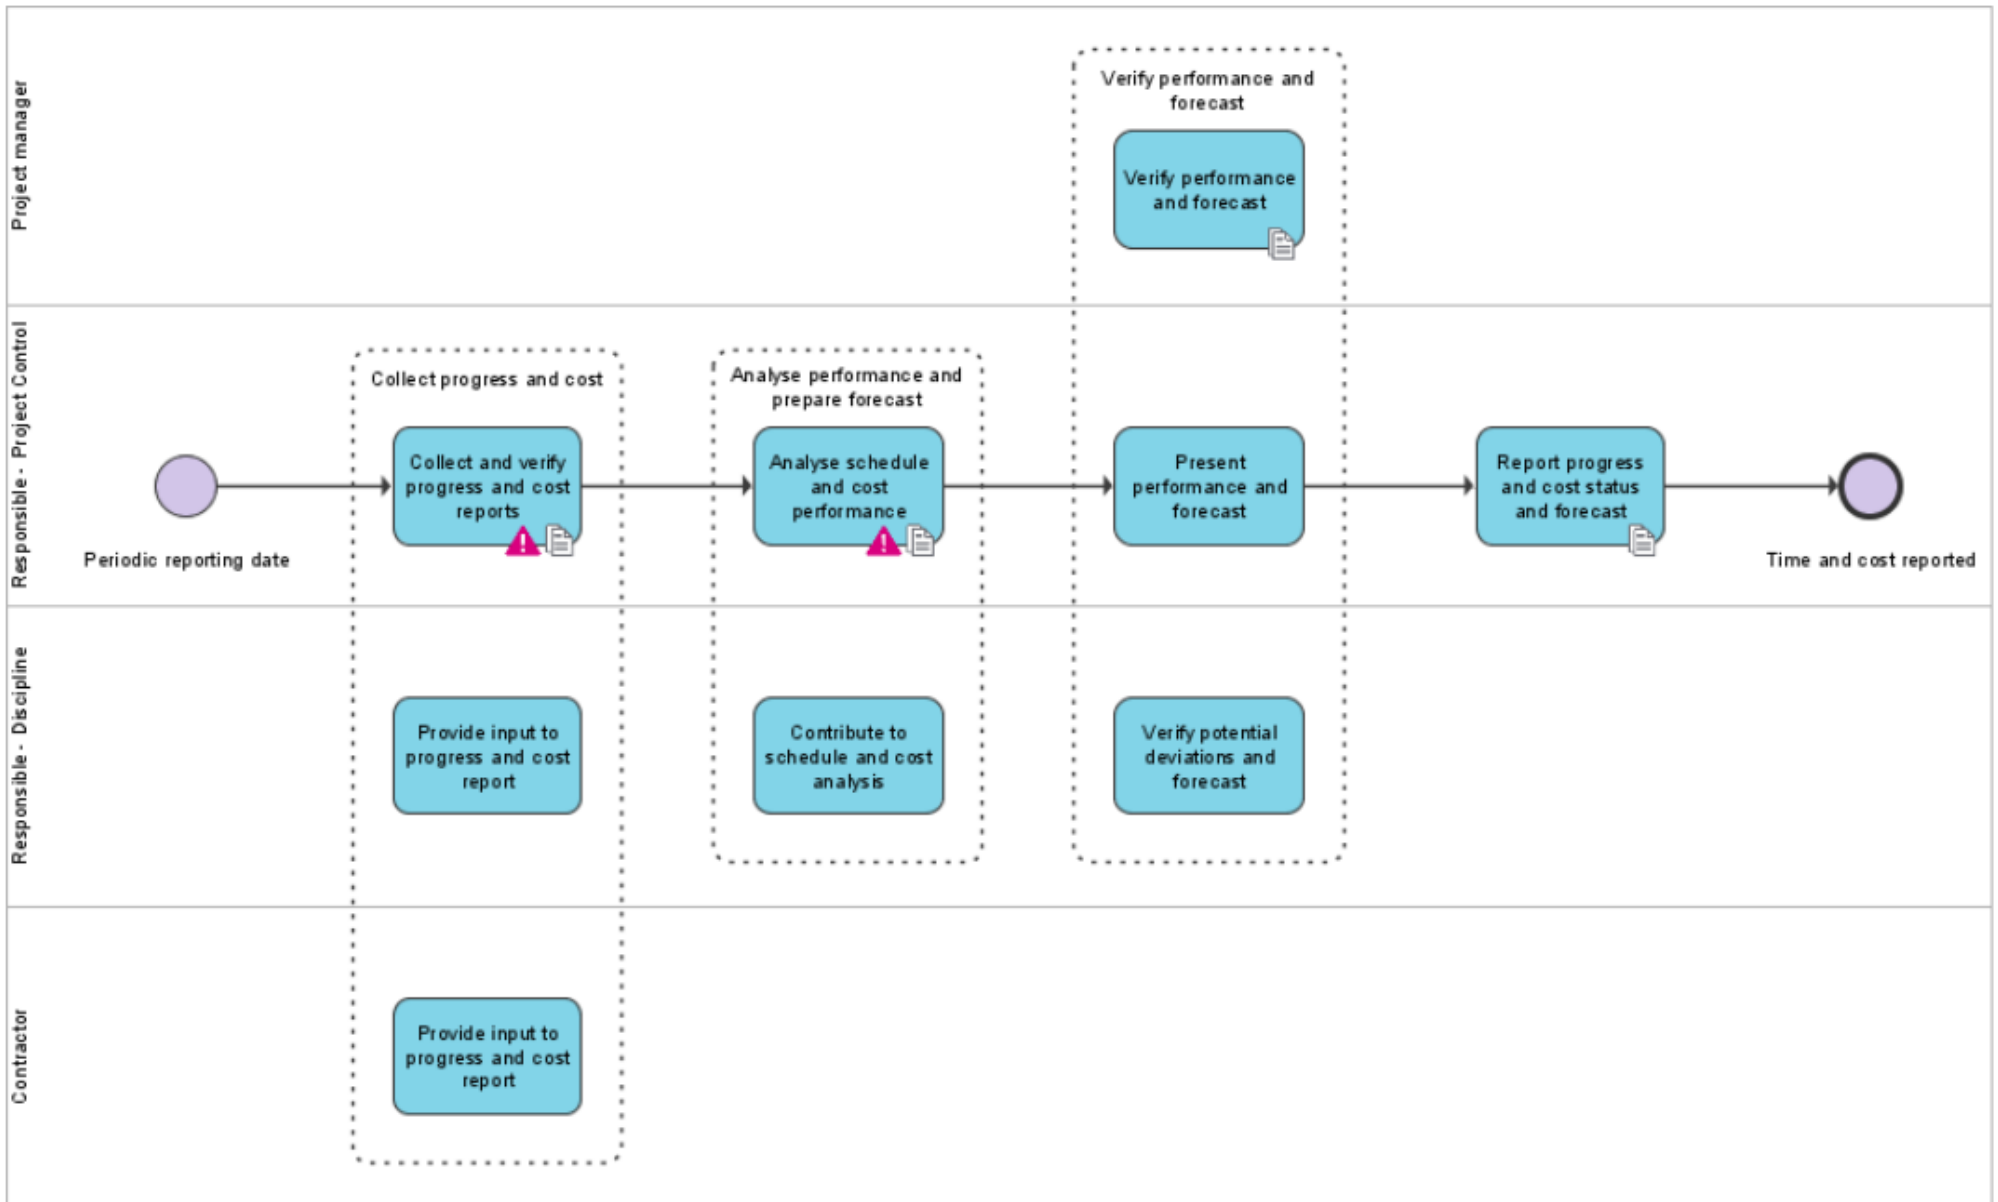 Project manager
Verify performance and
forecast
Verify performance
and forecast
Responsible - Project Control
Periodic reporting date
Collect progress and cost
Collect and verify
progress and cost
reports
Analyse performance and
prepare forecast
Analyse schedule
and cost
performance
Present
performance and
forecast
Report progress
and cost status
and forecast
Time and cost reported
Responsible - Discipline
Provide input to
progress and cost
report
Contribute to
schedule and cost
analysis
Verify potential
deviations and
forecast
Contractor
Provide input to
progress and cost
report